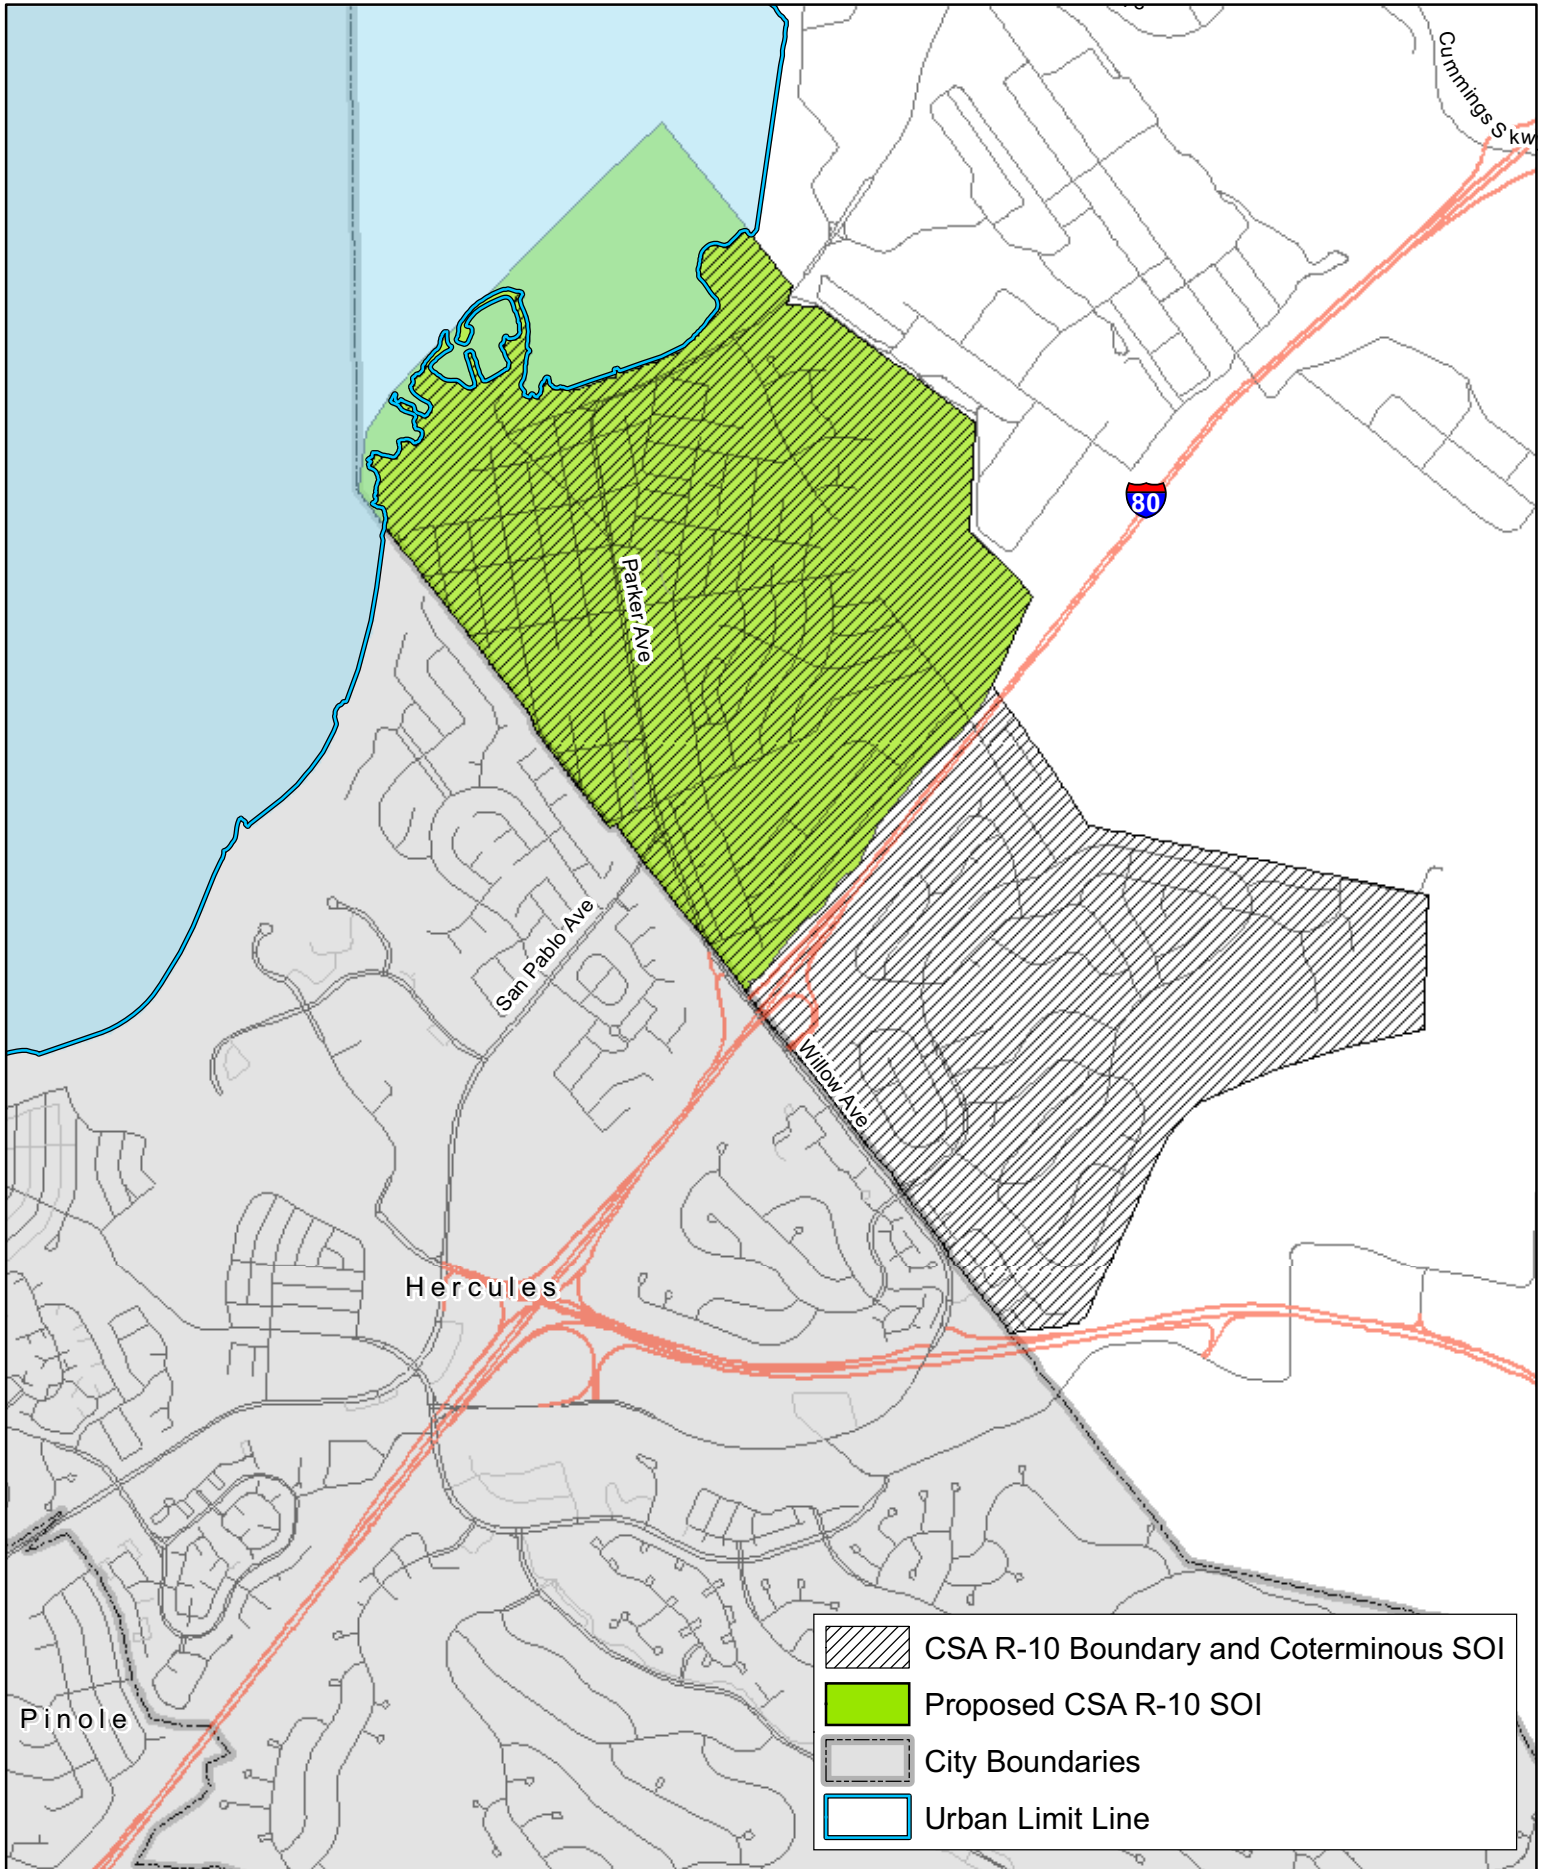 Cummings Skw
80
Parker Ave
San Pablo Ave
Willow Ave
Hercules
Pinole
CSA R-10 Boundary and Coterminous SOI
Proposed CSA R-10 SOI
City Boundaries
Urban Limit Line